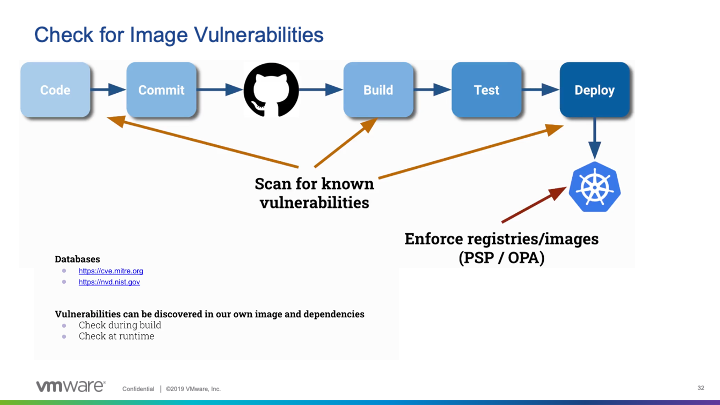 Check for Image Vulnerabilities
Code
Commit
Build
Test
Deploy
Scan for known
vulnerabilities
Enforce registries/images
(PSP / OPA)
Databases
https://cve.mitre.org
https://nvd.nist.gov
Vulnerabilities can be discovered in our own image and dependencies
Check during build
Check at runtime
vmware®
Confidential | ©2019 VMware, Inc.
32